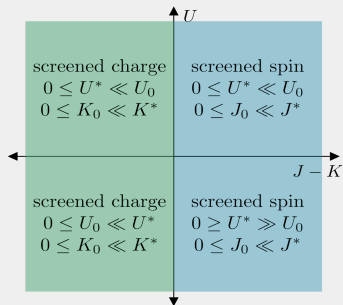 U
screened charge
0 ≤ U* ≪ U₀
0 ≤ K₀ ≪ K*
screened spin
0 ≤ U* ≪ U₀
0 ≤ J₀ ≪ J*
J − K
screened charge
0 ≤ U₀ ≪ U*
0 ≤ K₀ ≪ K*
screened spin
0 ≥ U* ≫ U₀
0 ≤ J₀ ≪ J*